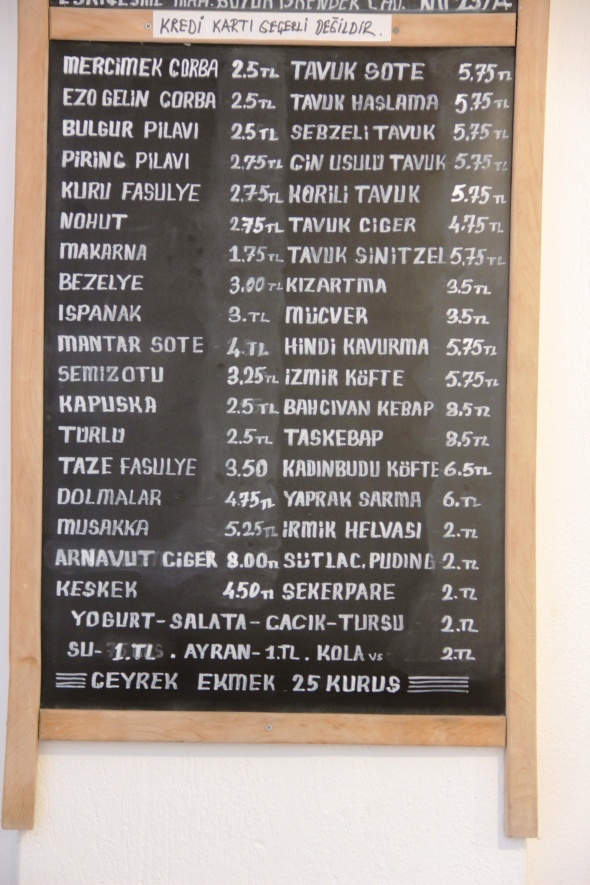 KREDİ KARTI GEÇERLİ DEĞİLDİR.
MERCIMEK CORBA 2.5TL TAVUK SOTE 5.75TL
EZO GELIN CORBA 2.5TL TAVUK HASLAMA 5.75TL
BULGUR PILAVI 2.5TL SEBZELI TAVUK 5.75TL
PIRINC PILAVI 2.75TL CIN USULU TAVUK 5.75TL
KURU FASULYE 2.75TL KÖRILI TAVUK 5.75TL
NOHUT 2.75TL TAVUK CIGER 4.75TL
MAKARNA 1.75TL TAVUK SINITZEL 5.75TL
BEZELYE 3.00TL KIZARTMA 3.5TL
ISPANAK 3.TL MÜCVER 3.5TL
MANTAR SOTE 4.TL HINDI KAVURMA 5.75TL
SEMIZOTU 3.25TL İZMIR KÖFTE 5.75TL
KAPUSKA 2.5TL BAHCIVAN KEBAP 8.5TL
TURLU 2.5TL TASKEBAP 8.5TL
TAZE FASULYE 3.50 KADINBUDU KÖFTE 6.5TL
DOLMALAR 4.75TL YAPRAK SARMA 6.TL
MUSAKKA 5.25TL İRMIK HELVASI 2.TL
ARNAVUT CIGER 8.00TL SÜTLAC.PUDING 2.TL
KESKEK 4.50TL SEKERPARE 2.TL
YOGURT-SALATA-CACIK-TURSU 2.TL
SU- 1.TL . AYRAN-1.TL . KOLA VS 2.TL
CEYREK EKMEK 25 KURUS